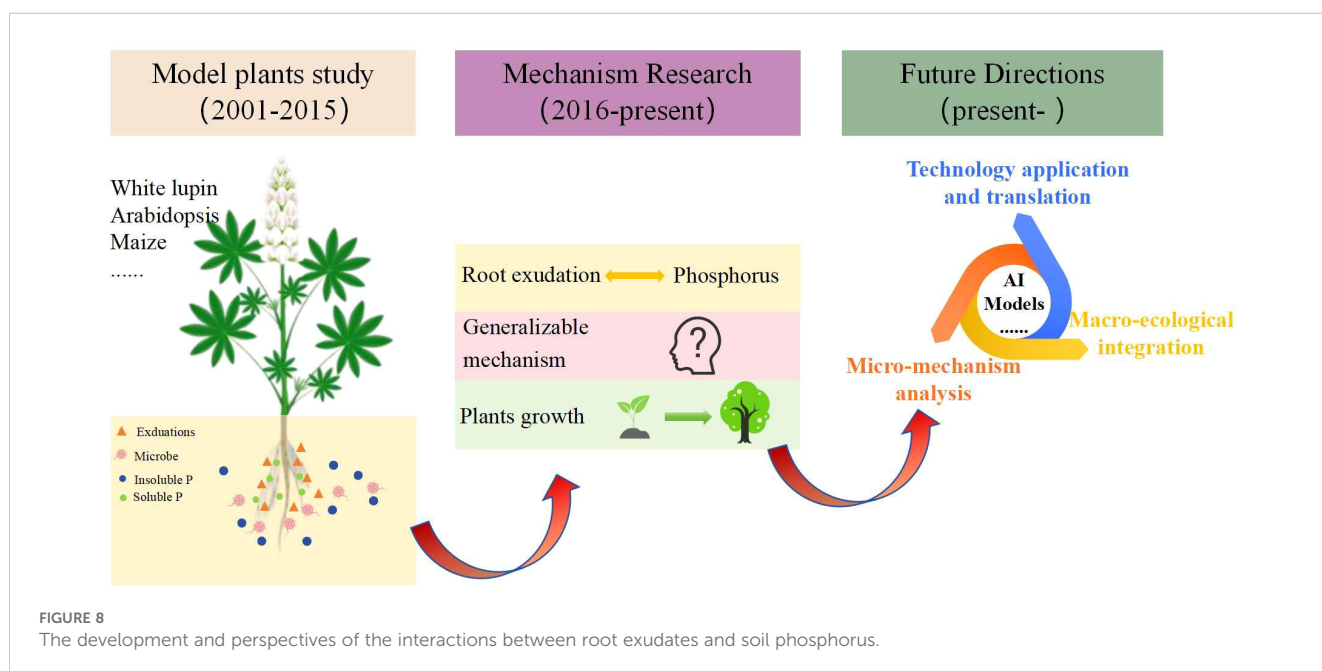 Model plants study
(2001-2015)
Mechanism Research
(2016-present)
Future Directions
(present- )
White lupin
Arabidopsis
Maize
......
Exduations
Microbe
Insoluble P
Soluble P
Root exudation
Phosphorus
Generalizable
mechanism
?
Plants growth
Technology application
and translation
AI
Models
......
Macro-ecological
integration
Micro-mechanism
analysis
FIGURE 8
The development and perspectives of the interactions between root exudates and soil phosphorus.